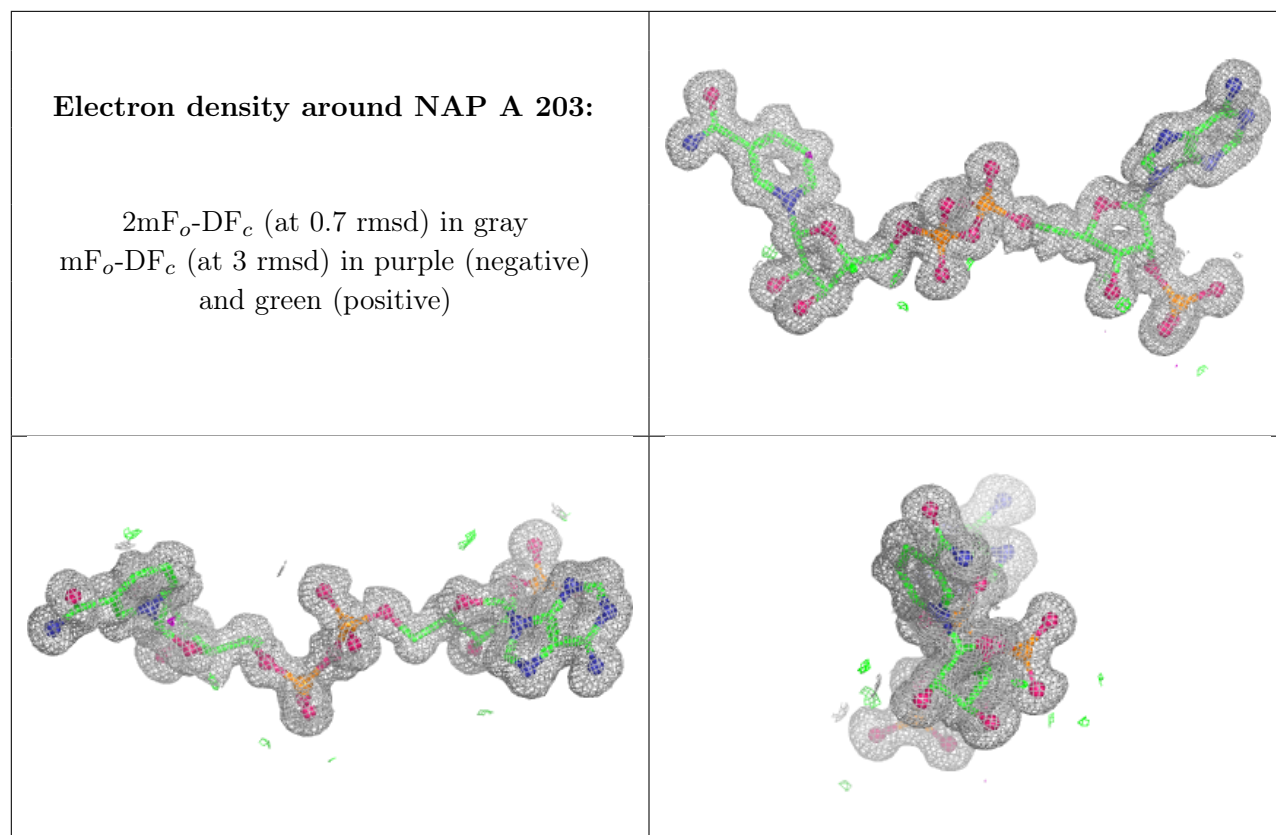 Electron density around NAP A 203:
2mFo-DFc (at 0.7 rmsd) in gray
mFo-DFc (at 3 rmsd) in purple (negative)
and green (positive)